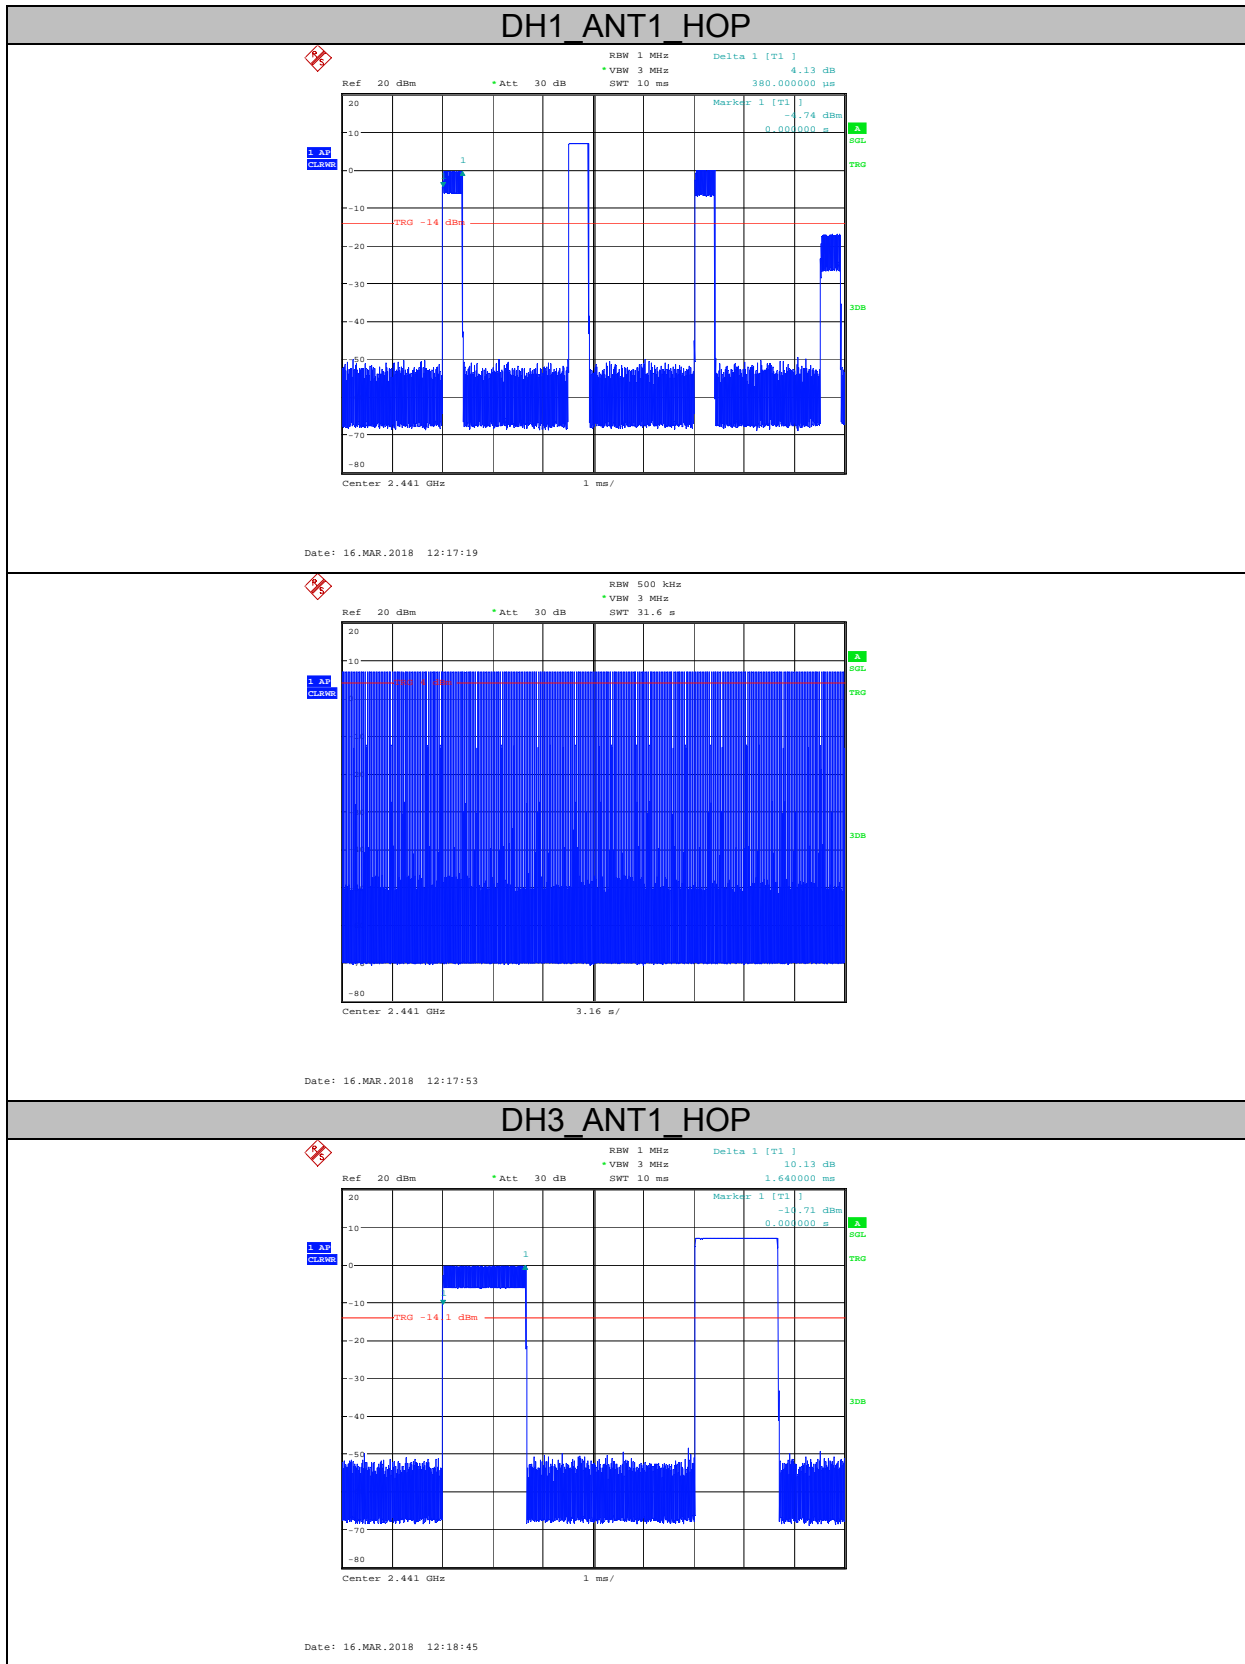 DH1_ANT1_HOP
R S
RBW 1 MHz Delta 1 [T1 ]
*VBW 3 MHz 4.13 dB
Ref 20 dBm *Att 30 dB SWT 10 ms 380.000000 µs
20 Marker 1 [T1 ]
-4.74 dBm
0.000000 s A
10
SGL
1 AP
CLRWR
TRG
1
0
-10
TRG -14 dBm
-20
-30
3DB
-40
-50
-70
-80
Center 2.441 GHz 1 ms/
Date: 16.MAR.2018 12:17:19
R S
RBW 500 kHz
*VBW 3 MHz
Ref 20 dBm *Att 30 dB SWT 31.6 s
20
A
10
SGL
1 AP
CLRWR
TRG
3DB
-80
Center 2.441 GHz 3.16 s/
Date: 16.MAR.2018 12:17:53
DH3_ANT1_HOP
R S
RBW 1 MHz Delta 1 [T1 ]
*VBW 3 MHz 10.13 dB
Ref 20 dBm *Att 30 dB SWT 10 ms 1.640000 ms
20 Marker 1 [T1 ]
-10.71 dBm
0.000000 s A
10
SGL
1 AP
CLRWR
TRG
1
0
1
-10
TRG -14.1 dBm
-20
-30
3DB
-40
-50
-70
-80
Center 2.441 GHz 1 ms/
Date: 16.MAR.2018 12:18:45